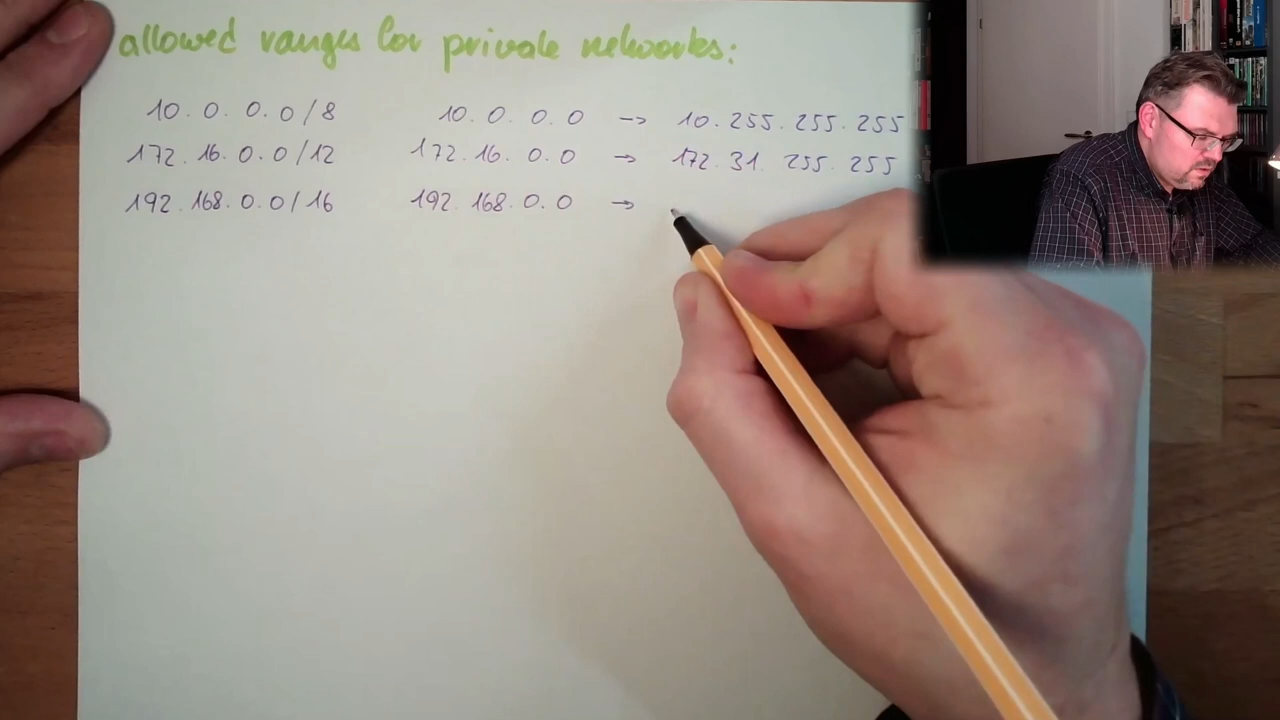 allowed ranges for private networks:
10.0.0.0/8 10.0.0.0 → 10.255.255.255
172.16.0.0/12 172.16.0.0 → 172.31.255.255
192.168.0.0/16 192.168.0.0 →